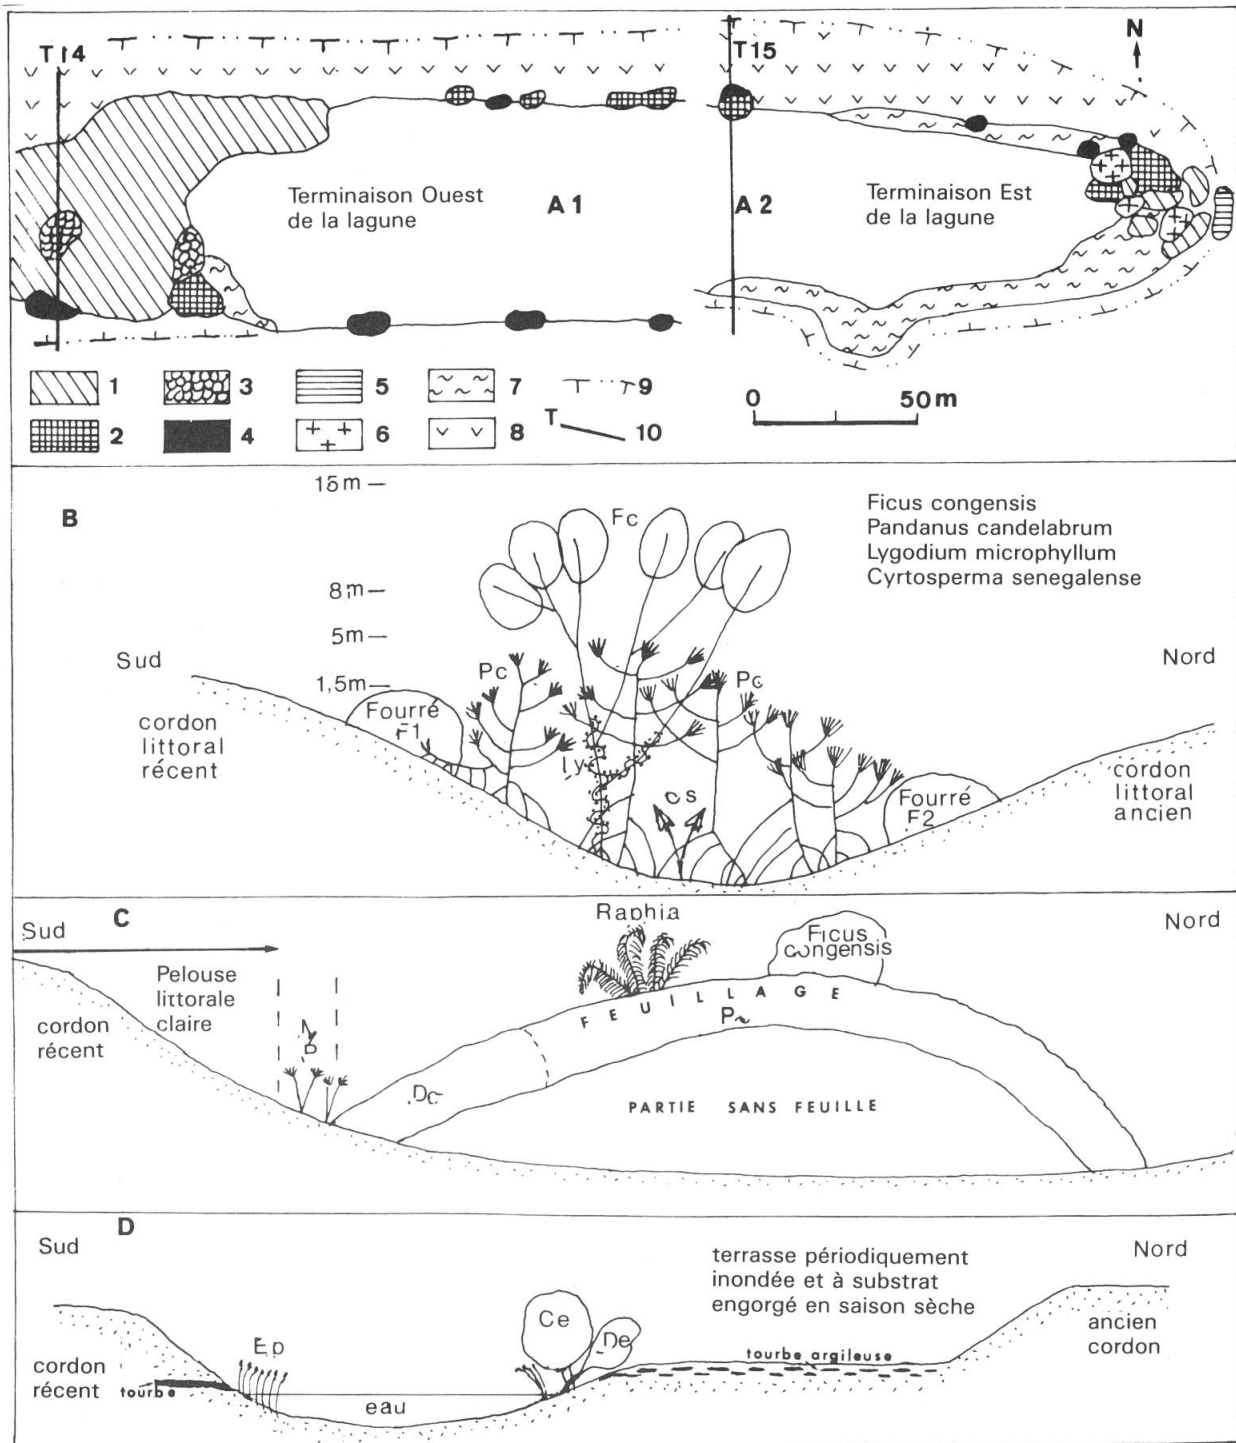 T14
T15
N
Terminaison Ouest
de la lagune
A1
A2
Terminaison Est
de la lagune
1
3
5
7
9
2
4
6
8
T
10
0
50m
B
15m
8m
5m
1,5m
Fc
Ficus congensis
Pandanus candelabrum
Lygodium microphyllum
Cyrtosperma senegalense
Sud
Nord
Pc
Pc
cordon
littoral
récent
Fourré
F1
Ly
cs
Fourré
F2
cordon
littoral
ancien
C
Sud
Nord
Raphia
Ficus
congensis
Pelouse
littorale
claire
cordon
récent
FEUILLAGE
PARTIE SANS FEUILLE
D
Sud
Nord
terrasse périodiquement
inondée et à substrat
engorgé en saison sèche
Ep
Ce
De
ancien
cordon
cordon
récent
tourbe
eau
tourbe argileuse